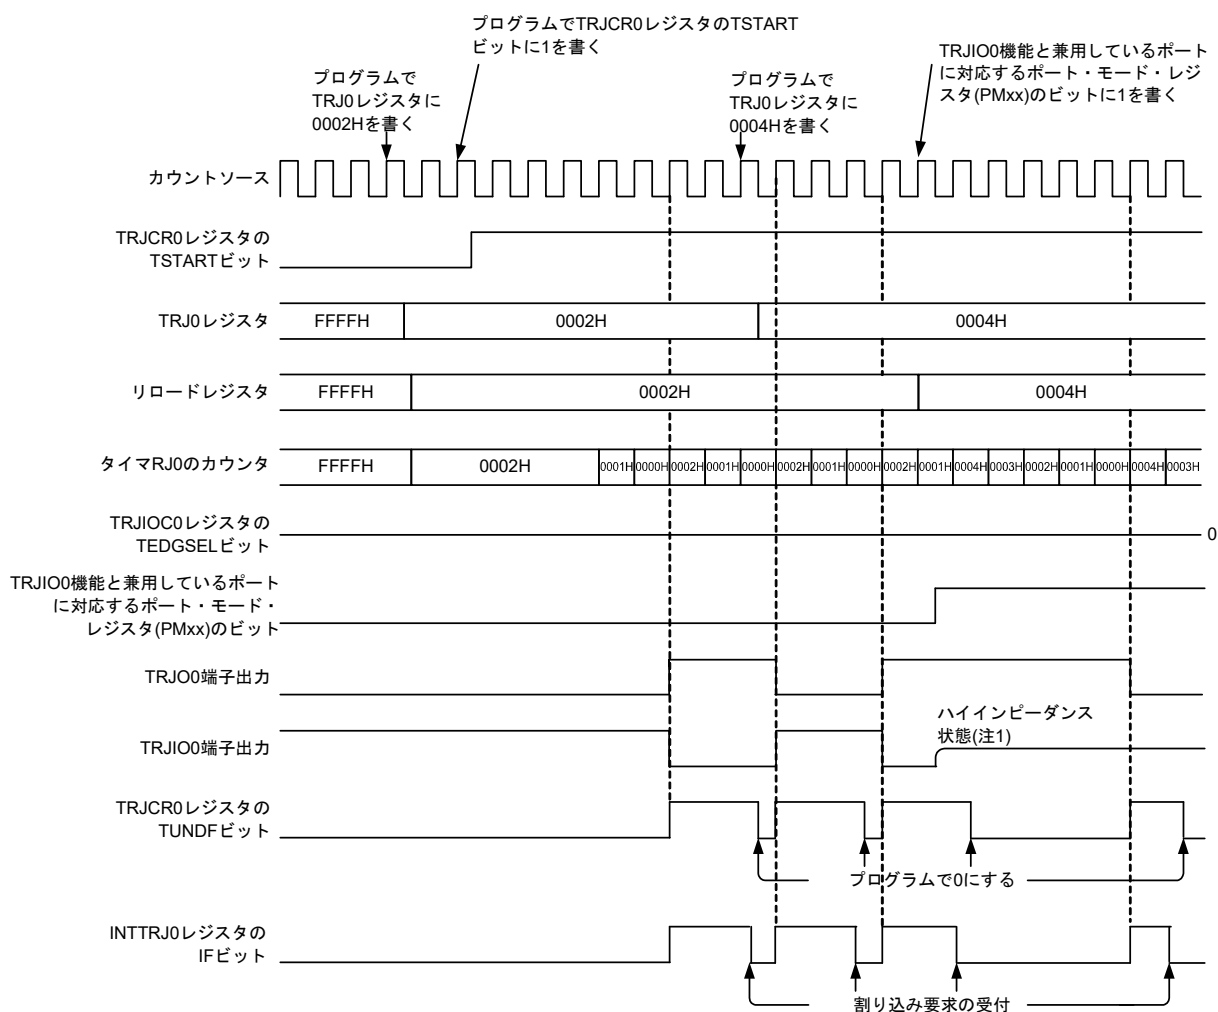 プログラムでTRJCR0レジスタのTSTART
ビットに1を書く
プログラムで
TRJ0レジスタに
0002Hを書く
プログラムで
TRJ0レジスタに
0004Hを書く
TRJIO0機能と兼用しているポート
に対応するポート・モード・レジ
スタ(PMxx)のビットに1を書く
カウントソース
TRJCR0レジスタの
TSTARTビット
TRJ0レジスタ FFFFH 0002H 0004H
リロードレジスタ FFFFH 0002H 0004H
タイマRJ0のカウンタ FFFFH 0002H 0001H 0000H 0002H 0001H 0000H 0002H 0001H 0000H 0002H 0001H 0004H 0003H 0002H 0001H 0000H 0004H 0003H
TRJIOC0レジスタの
TEDGSELビット 0
TRJIO0機能と兼用しているポート
に対応するポート・モード・
レジスタ(PMxx)のビット
TRJO0端子出力
ハイインピーダンス
状態(注1)
TRJIO0端子出力
TRJCR0レジスタの
TUNDFビット
プログラムで0にする
INTTRJ0レジスタの
IFビット
割り込み要求の受付